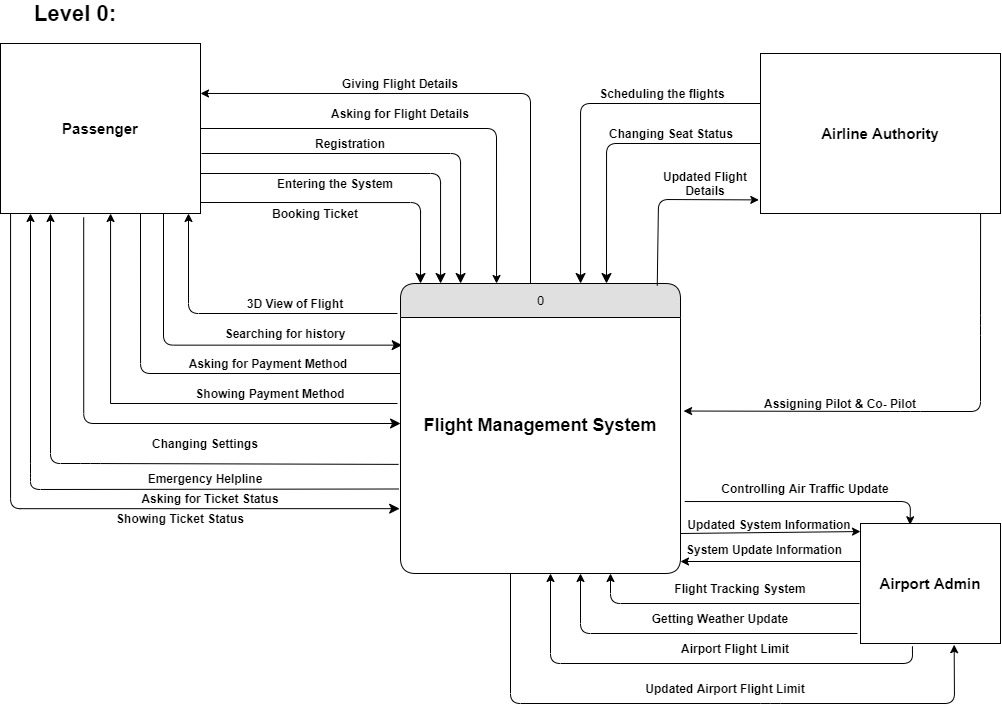 Level 0:
Passenger
Airline Authority
Giving Flight Details
Asking for Flight Details
Registration
Entering the System
Booking Ticket
Scheduling the flights
Changing Seat Status
Updated Flight
Details
3D View of Flight
Searching for history
Asking for Payment Method
Showing Payment Method
Changing Settings
Emergency Helpline
Asking for Ticket Status
Showing Ticket Status
0
Flight Management System
Assigning Pilot & Co- Pilot
Controlling Air Traffic Update
Updated System Information
System Update Information
Airport Admin
Flight Tracking System
Getting Weather Update
Airport Flight Limit
Updated Airport Flight Limit